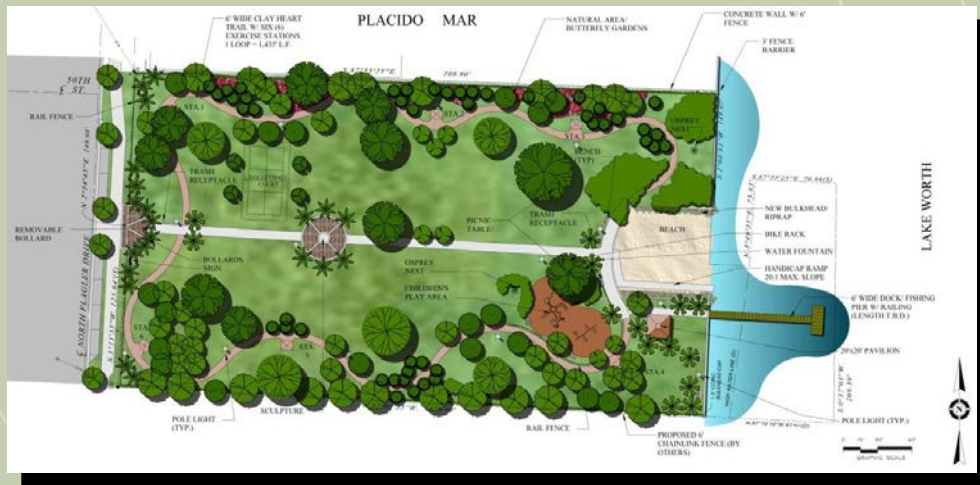 PLACIDO MAR
6' WIDE CLAY HEART
TRAIL W/ SIX (6)
EXERCISE STATIONS
1 LOOP = 1,435' L.F.
NATURAL AREA/
BUTTERFLY GARDENS
CONCRETE WALL W/ 6'
FENCE
3' FENCE
BARRIER
50TH
ST.
RAIL FENCE
STA.1
STA.2
STA.3
OSPREY
NEST
BENCH
(TYP)
TRASH
RECEPTACLE
VOLLEYBALL
COURT
PICNIC
TABLE
TRASH
RECEPTACLE
BEACH
NEW BULKHEAD/
RIPRAP
BIKE RACK
WATER FOUNTAIN
HANDICAP RAMP
20:1 MAX. SLOPE
LAKE WORTH
REMOVABLE
BOLLARD
BOLLARDS
SIGN
OSPREY
NEST
CHILDREN'S
PLAY AREA
6' WIDE DOCK/ FISHING
PIER W/ RAILING
(LENGTH T.B.D.)
20'x20' PAVILION
NORTH FLAGLER DRIVE
STA.
STA.
STA.4
POLE LIGHT
(TYP.)
SCULPTURE
RAIL FENCE
PROPOSED 6'
CHAINLINK FENCE (BY
OTHERS)
POLE LIGHT (TYP.)
N
GRAPHIC SCALE